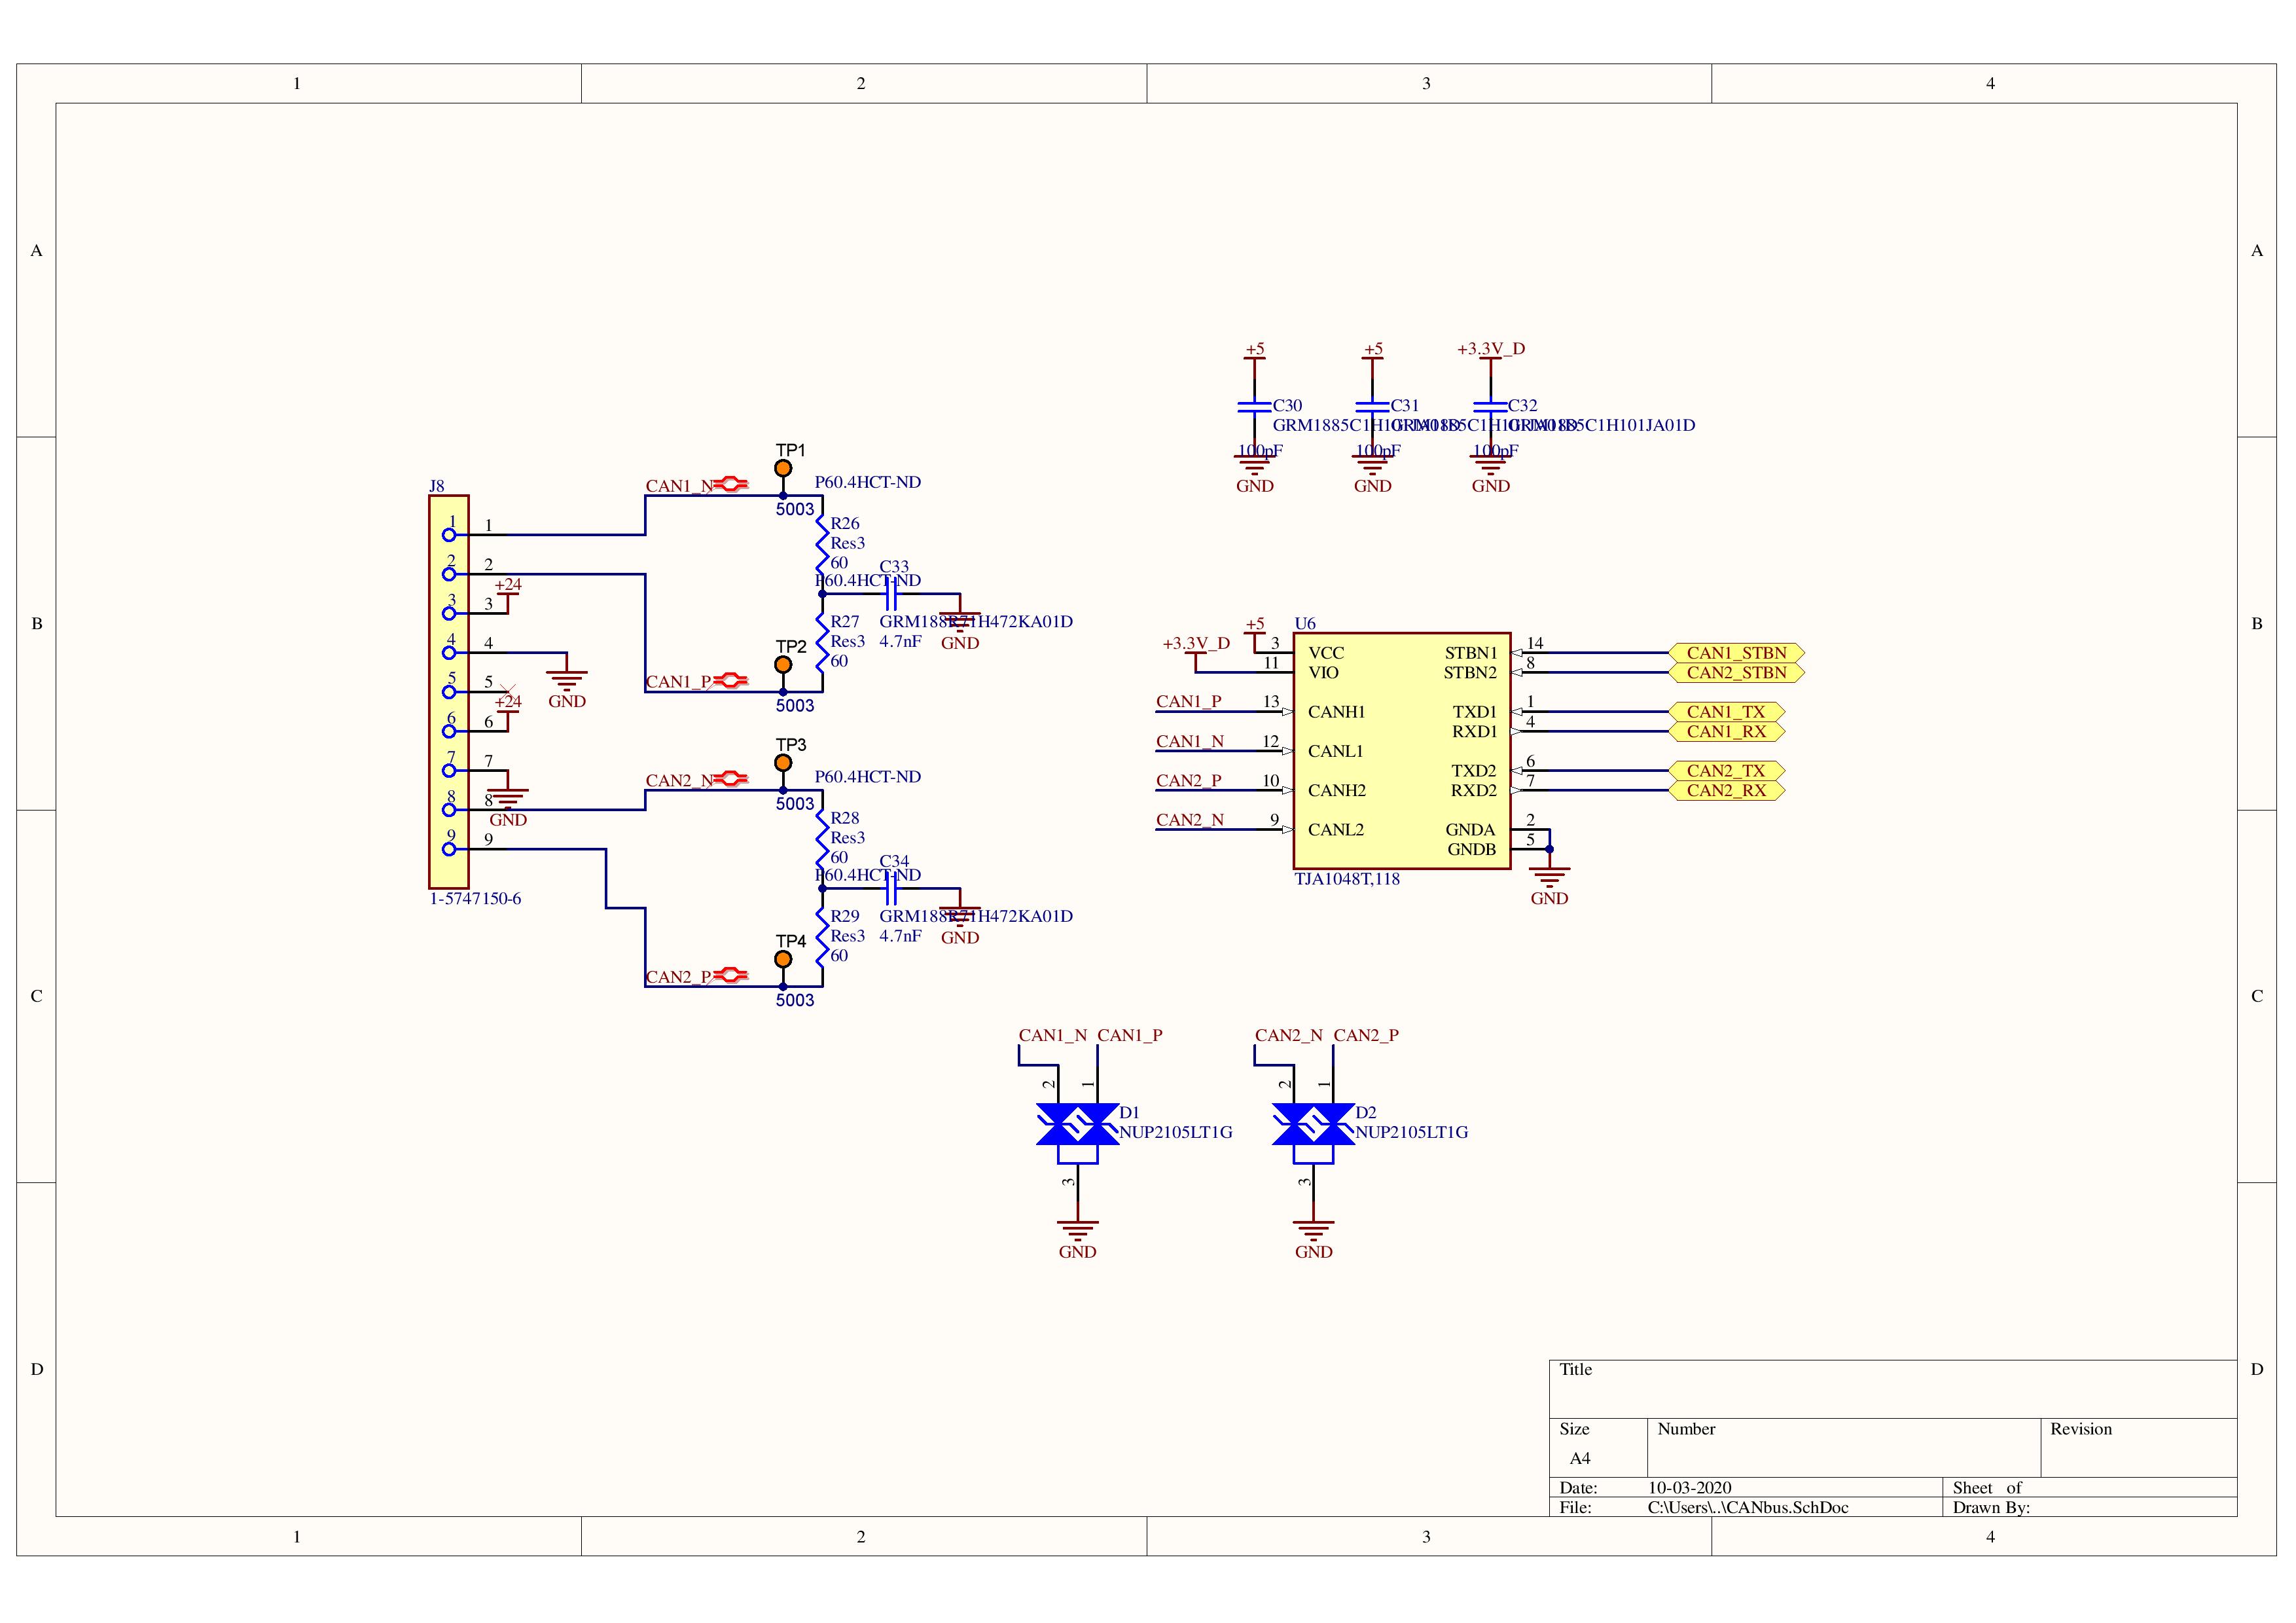 1
2
3
4
A
A
+5
+5
+3.3V_D
C30
C31
C32
GRM1885C1H101JA01D
GRM1885C1H101JA01D
GRM1885C1H101JA01D
100pF
100pF
100pF
GND
GND
GND
TP1
P60.4HCT-ND
CAN1_N
5003
J8
1
1
R26
Res3
60
2
2
C33
P60.4HCT-ND
+24
3
3
R27
GRM188R71H472KA01D
Res3
4.7nF
60
GND
4
4
GND
TP2
CAN1_P
5003
5
5
+24
6
6
7
7
GND
TP3
P60.4HCT-ND
CAN2_N
5003
8
8
R28
Res3
60
9
9
C34
P60.4HCT-ND
R29
GRM188R71H472KA01D
Res3
4.7nF
60
GND
1-5747150-6
TP4
CAN2_P
5003
B
B
U6
+5
+3.3V_D
3
VCC
STBN1
14
CAN1_STBN
11
VIO
STBN2
8
CAN2_STBN
CAN1_P
13
CANH1
TXD1
1
CAN1_TX
RXD1
4
CAN1_RX
CAN1_N
12
CANL1
TXD2
6
CAN2_TX
CAN2_P
10
CANH2
RXD2
7
CAN2_RX
CAN2_N
9
CANL2
GNDA
2
GNDB
5
TJA1048T,118
GND
C
C
CAN1_N
CAN1_P
CAN2_N
CAN2_P
2
1
2
1
D1
NUP2105LT1G
D2
NUP2105LT1G
3
3
GND
GND
D
D
Title
Size
Number
Revision
A4
Date:
10-03-2020
Sheet of
File:
C:\Users\..\CANbus.SchDoc
Drawn By:
1
2
3
4